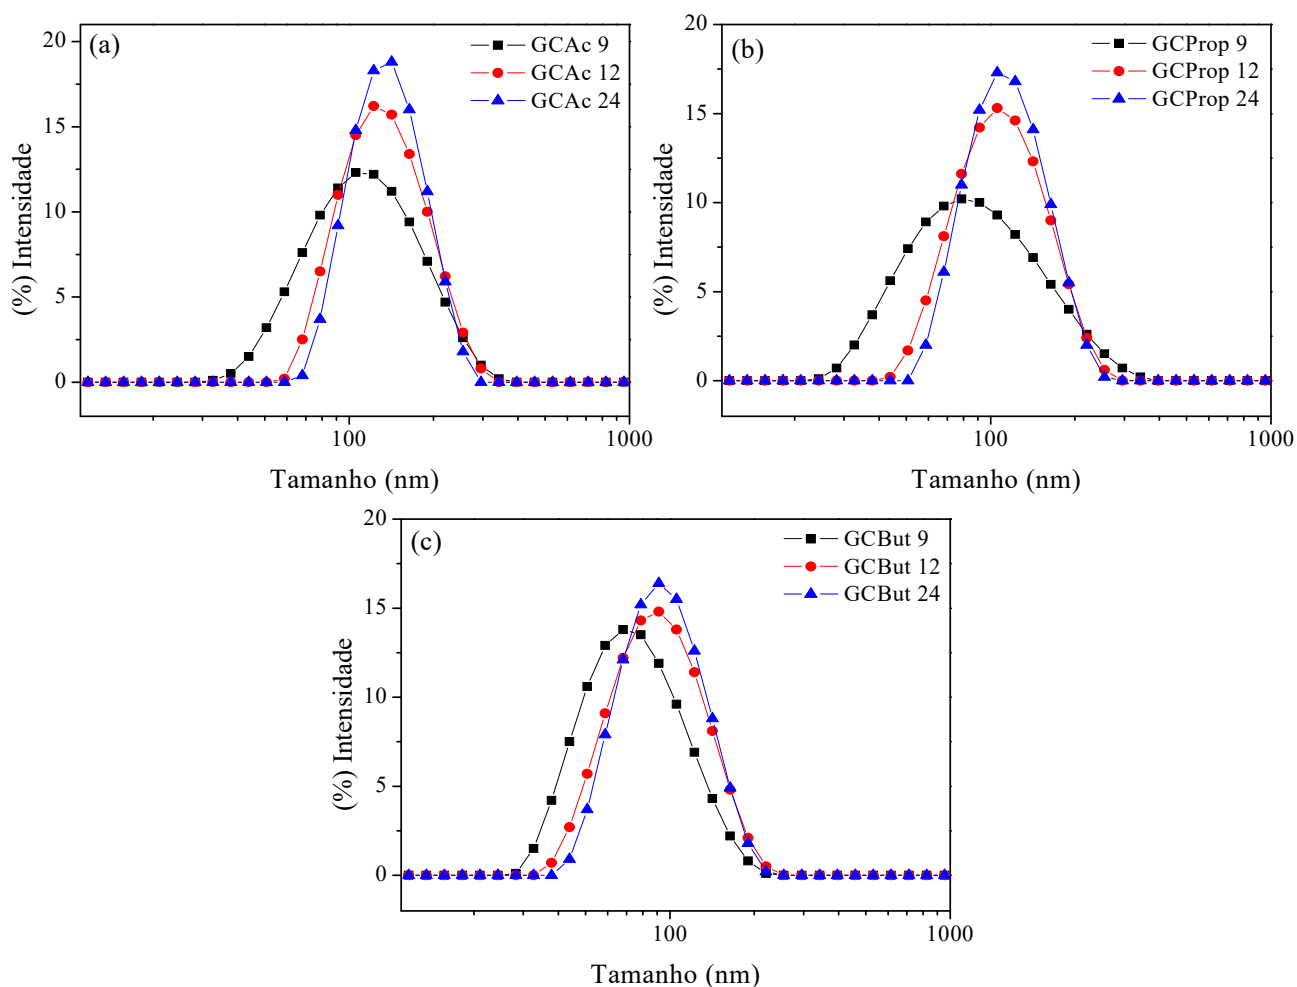 (a)
GCAc 9
GCAc 12
GCAc 24
20
15
10
5
0
(%) Intensidade
100
1000
Tamanho (nm)
(b)
GCProp 9
GCProp 12
GCProp 24
20
15
10
5
0
(%) Intensidade
100
1000
Tamanho (nm)
(c)
GCBut 9
GCBut 12
GCBut 24
20
15
10
5
0
(%) Intensidade
100
1000
Tamanho (nm)